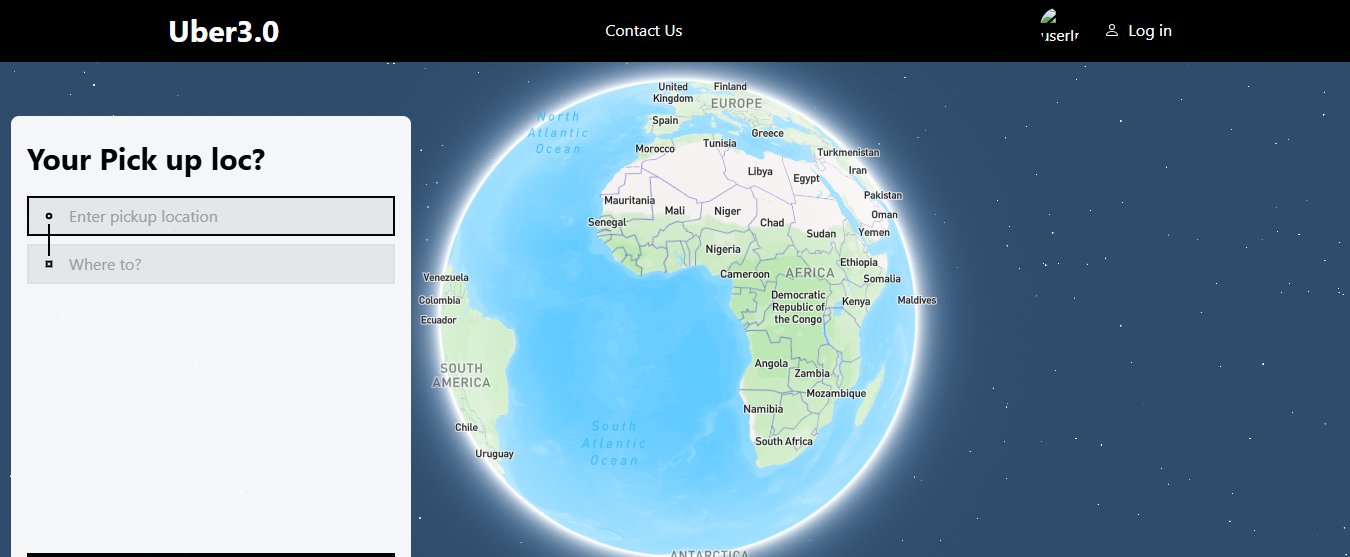 Uber3.0
Contact Us
Log in
Your Pick up loc?
Enter pickup location
Where to?
United
Kingdom
Finland
EUROPE
North
Atlantic
Ocean
Spain
Greece
Morocco
Tunisia
Turkmenistan
Libya
Egypt
Iran
Pakistan
Mauritania
Mali
Niger
Chad
Oman
Senegal
Sudan
Yemen
Nigeria
Ethiopia
Venezuela
Cameroon
AFRICA
Somalia
Colombia
Democratic
Republic of
the Congo
Kenya
Maldives
Ecuador
SOUTH
AMERICA
Angola
Zambia
Mozambique
Namibia
Chile
South
Atlantic
Ocean
South Africa
Uruguay
ANTARCTICA